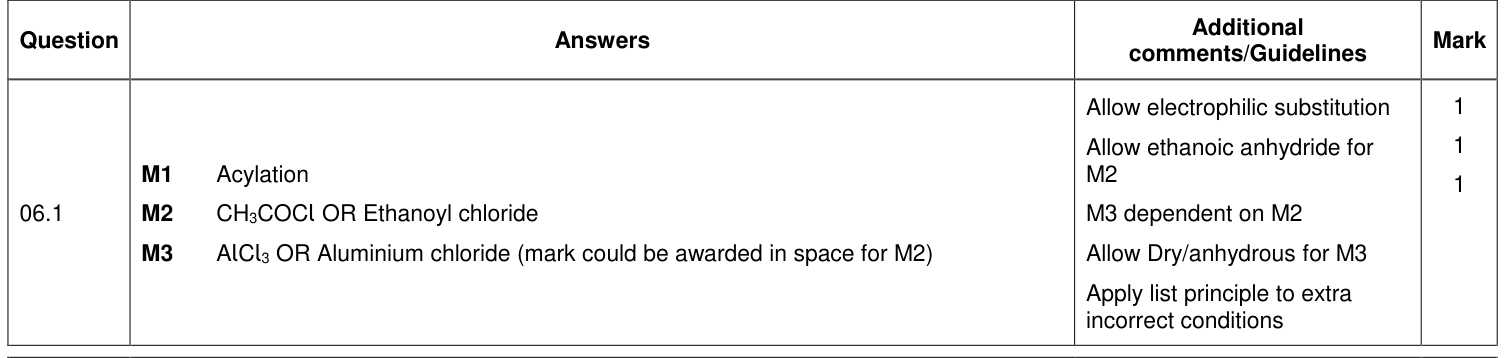 Question
Answers
Additional
comments/Guidelines
Mark
06.1
M1 Acylation
M2 CH₃COCl OR Ethanoyl chloride
M3 AlCl₃ OR Aluminium chloride (mark could be awarded in space for M2)
Allow electrophilic substitution
Allow ethanoic anhydride for
M2
M3 dependent on M2
Allow Dry/anhydrous for M3
Apply list principle to extra
incorrect conditions
1
1
1